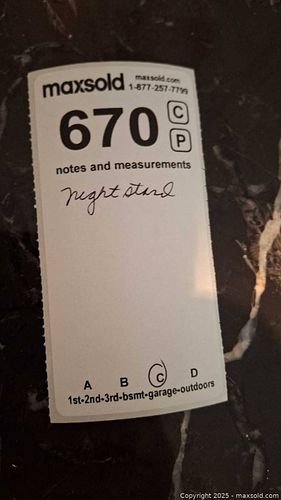 maxsold maxsold.com
1-877-257-7799
670 C
P
notes and measurements
Night Stand
A B C D
1st-2nd-3rd-bsmt-garage-outdoors
Copyright 2025 - maxsold.com